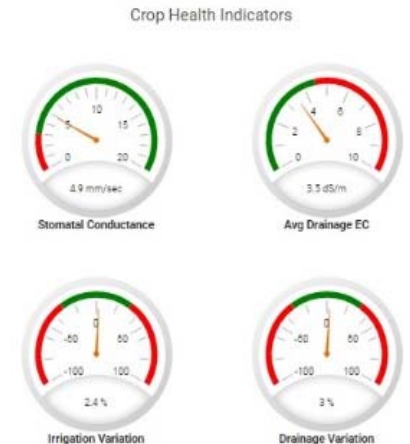 Crop Health Indicators
0 5 10 15 20
4.9 mm/sec
Stomatal Conductance
0 2 4 6 8 10
3.5 dS/m
Avg Drainage EC
-100 -50 0 50 100
2.4 %
Irrigation Variation
-100 -50 0 50 100
3 %
Drainage Variation